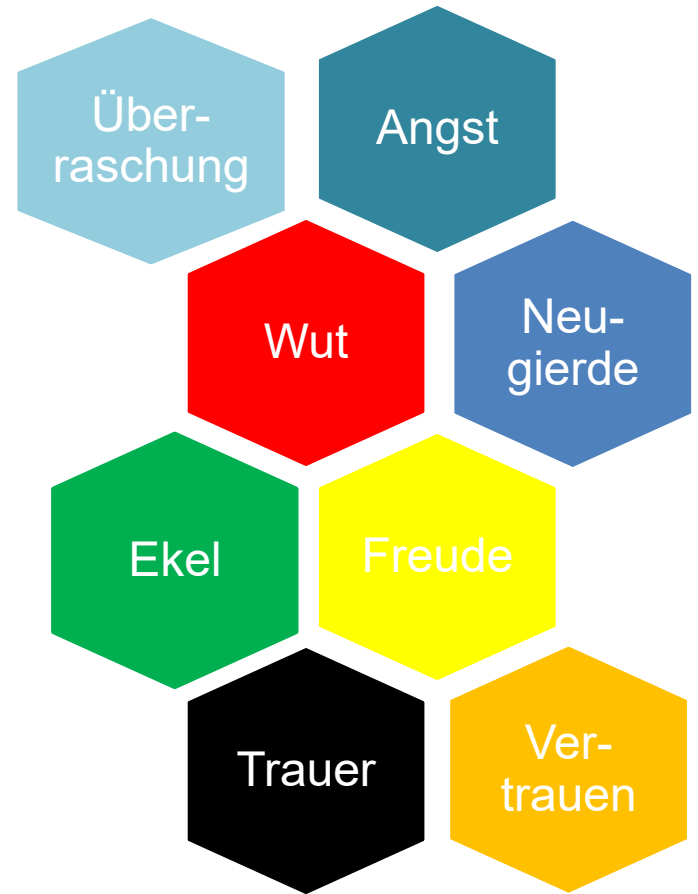 Über-
raschung
Angst
Wut
Neu-
gierde
Ekel
Freude
Trauer
Ver-
trauen